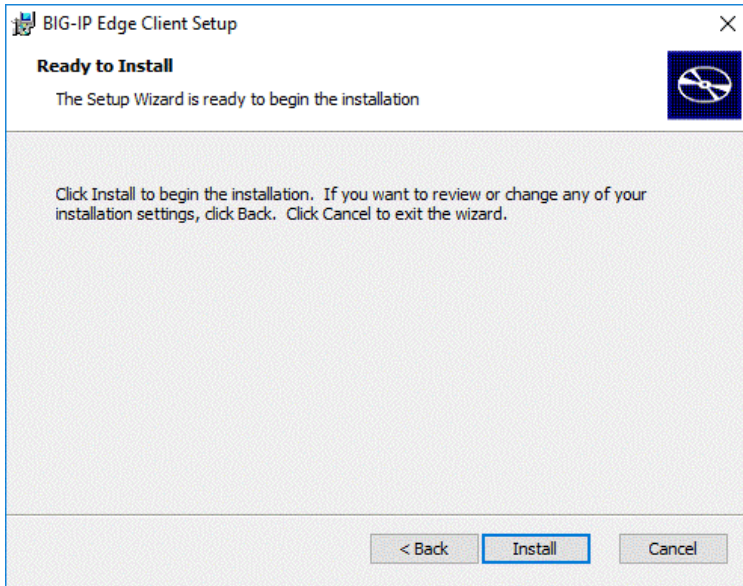 BIG-IP Edge Client Setup
Ready to Install
The Setup Wizard is ready to begin the installation
Click Install to begin the installation.  If you want to review or change any of your
installation settings, click Back.  Click Cancel to exit the wizard.
< Back Install Cancel